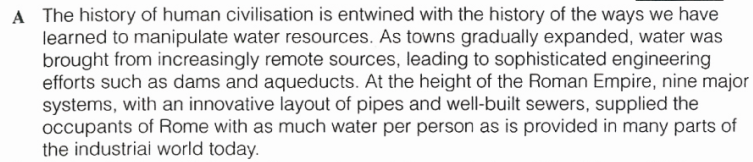 A The history of human civilisation is entwined with the history of the ways we have
learned to manipulate water resources. As towns gradually expanded, water was
brought from increasingly remote sources, leading to sophisticated engineering
efforts such as dams and aqueducts. At the height of the Roman Empire, nine major
systems, with an innovative layout of pipes and well-built sewers, supplied the
occupants of Rome with as much water per person as is provided in many parts of
the industrial world today.